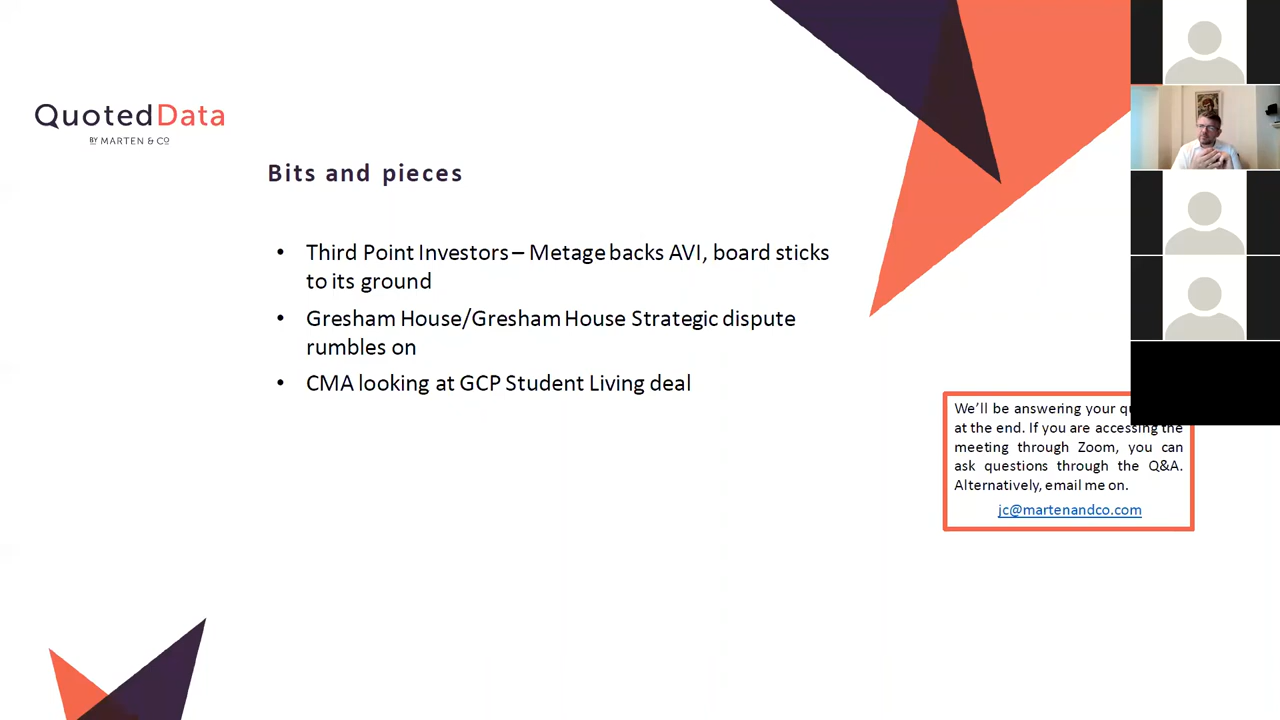 QuotedData
BY MARTEN & CO
Bits and pieces
• Third Point Investors – Metage backs AVI, board sticks
to its ground
• Gresham House/Gresham House Strategic dispute
rumbles on
• CMA looking at GCP Student Living deal
We’ll be answering your
at the end. If you are accessing the
meeting through Zoom, you can
ask questions through the Q&A.
Alternatively, email me on.
jc@martenandco.com